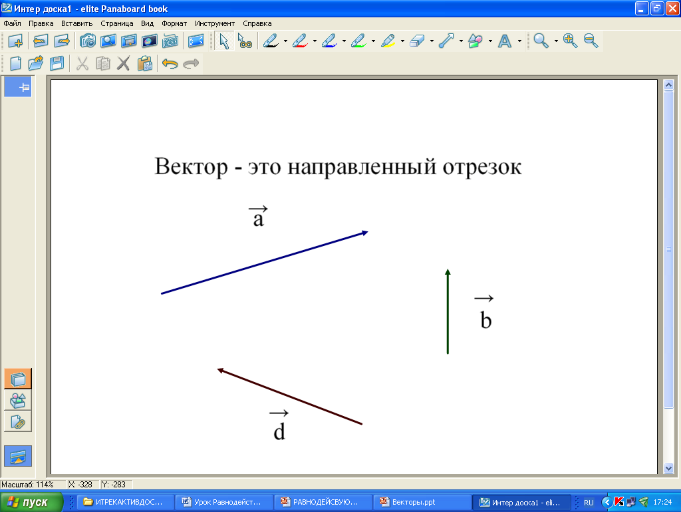 Интер доска1 - elite Panaboard book
Файл Правка Вставить Страница Вид Формат Инструмент Справка
Вектор - это направленный отрезок
a
b
d
Масштаб: 114% X: -328 Y: -283
пуск ИТРЕКАКТИВДОС... Урок Равнодейст... РАВНОДЕЙСВУЮ... Векторы.ppt Интер доска1 - eli... RU 17:24